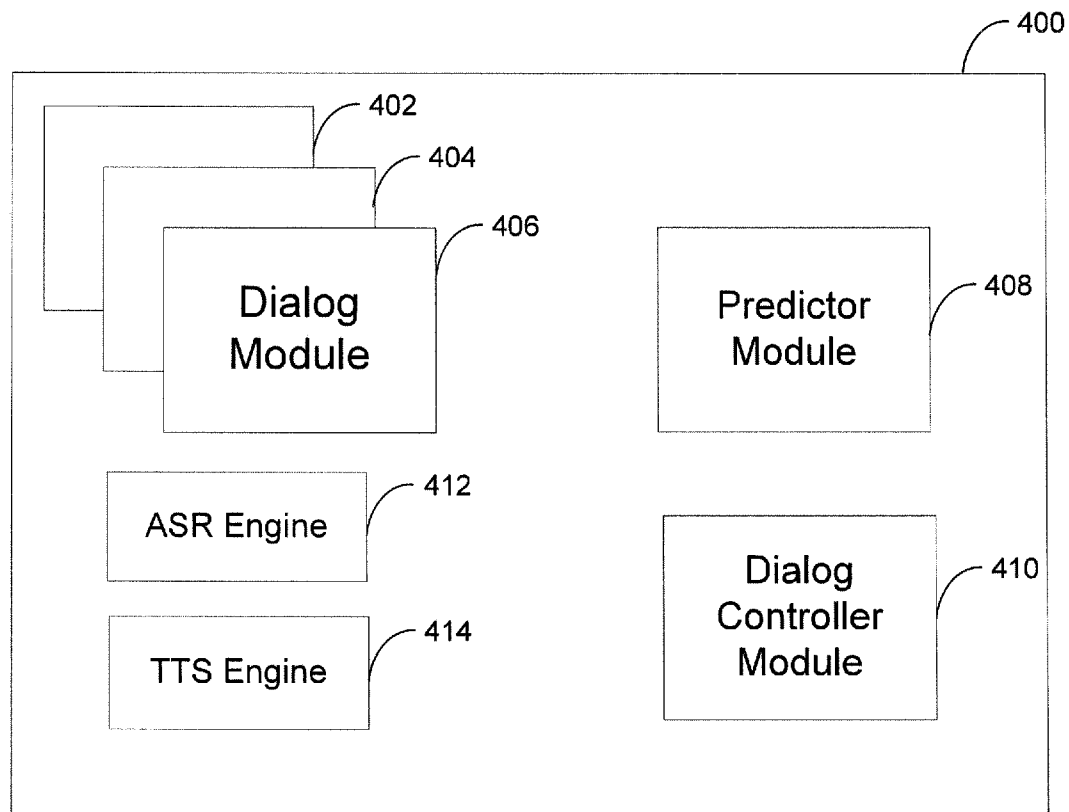 400
402
404
406
Dialog
Module
408
Predictor
Module
412
ASR Engine
410
Dialog
Controller
Module
414
TTS Engine